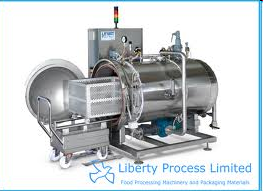 Liberty Process Limited
Food Processing Machinery and Packaging Materials